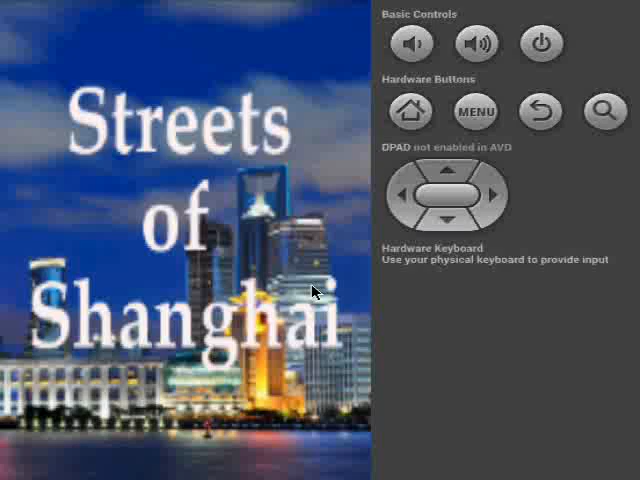 Streets
of
Shanghai
Basic Controls
Hardware Buttons
MENU
DPAD not enabled in AVD
Hardware Keyboard
Use your physical keyboard to provide input